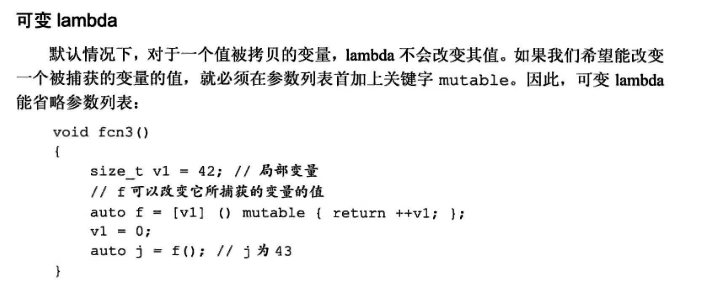 可变 lambda
默认情况下，对于一个值被拷贝的变量，lambda 不会改变其值。如果我们希望能改变
一个被捕获的变量的值，就必须在参数列表首加上关键字 mutable。因此，可变 lambda
能省略参数列表：
void fcn3()
{
size_t v1 = 42; // 局部变量
// f 可以改变它所捕获的变量的值
auto f = [v1] () mutable { return ++v1; };
v1 = 0;
auto j = f(); // j 为 43
}